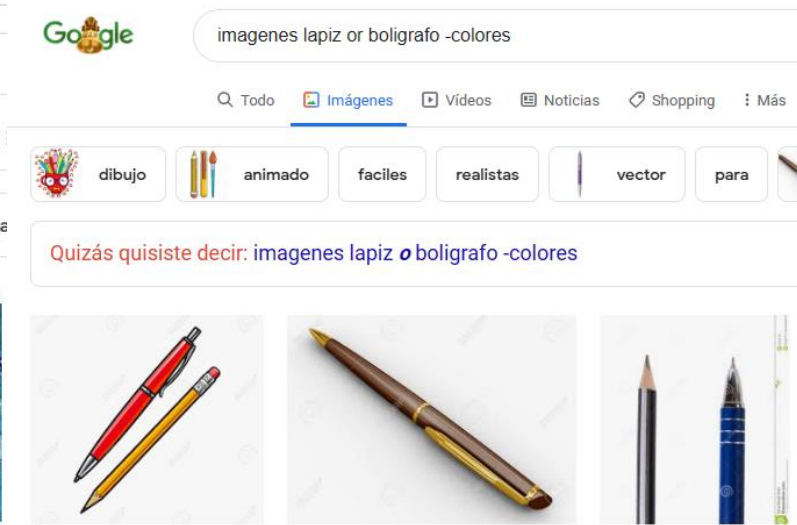 Google
imagenes lapiz or boligrafo -colores
Todo Imágenes Vídeos Noticias Shopping Más
dibujo animado faciles realistas vector para
Quizás quisiste decir: imagenes lapiz o boligrafo -colores